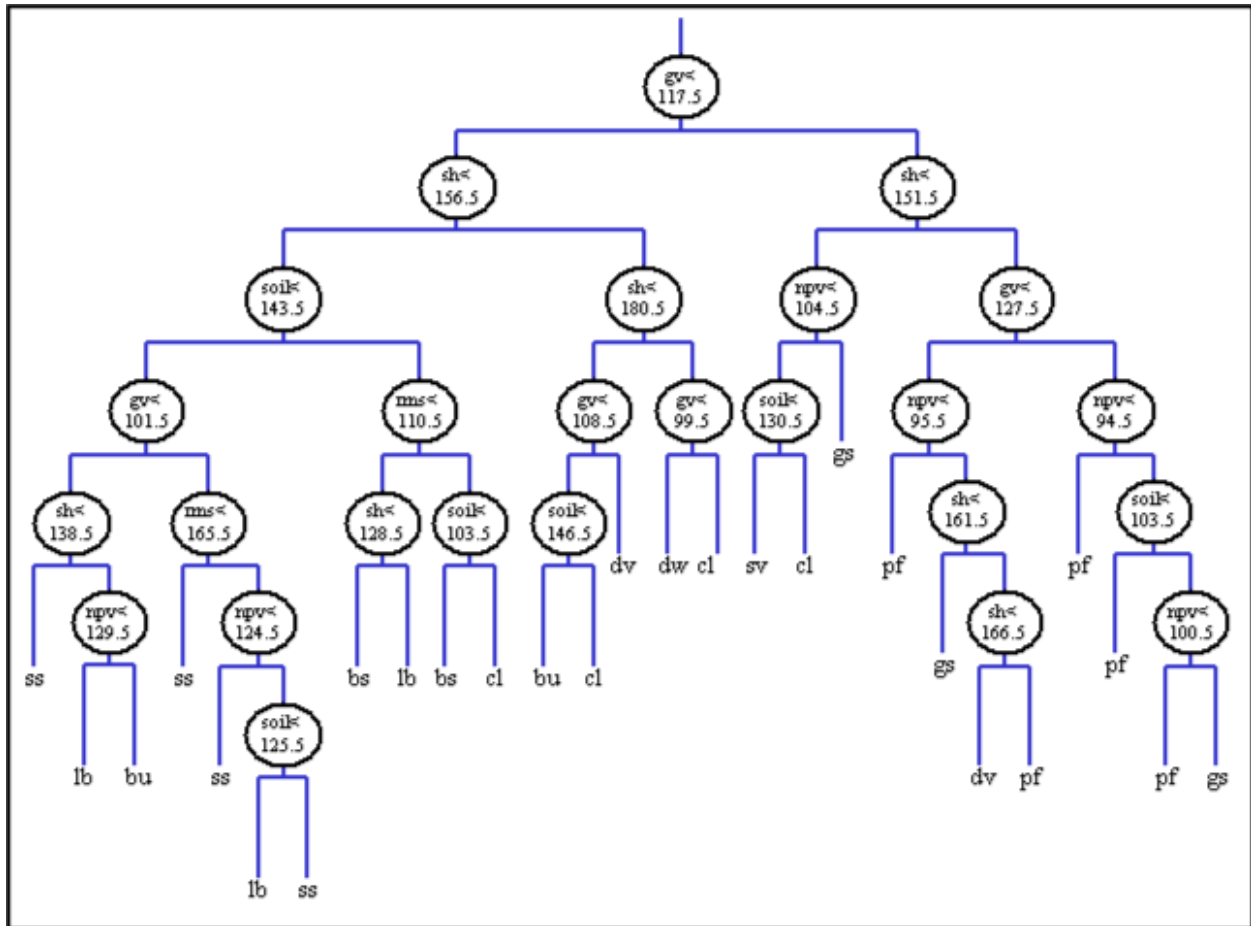 gv<
117.5
sh<
156.5
sh<
151.5
soil<
143.5
sh<
180.5
npv<
104.5
gv<
127.5
gv<
101.5
rms<
110.5
gv<
108.5
gv<
99.5
soil<
130.5
gs
npv<
95.5
npv<
94.5
sh<
138.5
rms<
165.5
sh<
128.5
soil<
103.5
soil<
146.5
dv
dw
cl
sv
cl
pf
sh<
161.5
pf
soil<
103.5
ss
npv<
129.5
ss
npv<
124.5
bs
lb
bs
cl
bu
cl
gs
sh<
166.5
pf
npv<
100.5
lb
bu
ss
soil<
125.5
dv
pf
pf
gs
lb
ss